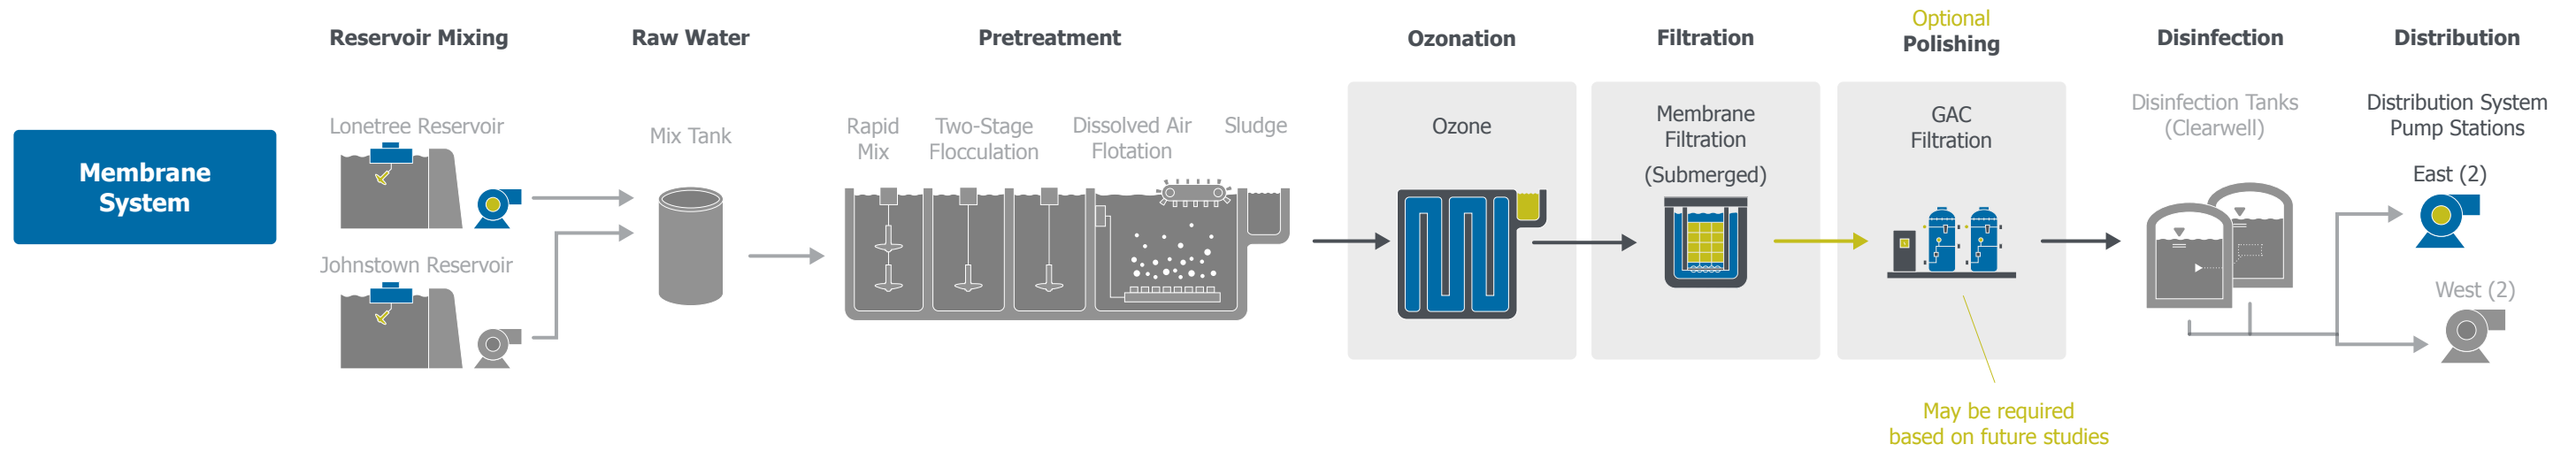 Membrane
System
Reservoir Mixing
Lonetree Reservoir
Johnstown Reservoir
Raw Water
Mix Tank
Pretreatment
Rapid
Mix
Two-Stage
Flocculation
Dissolved Air
Flotation
Sludge
Ozonation
Ozone
Filtration
Membrane
Filtration
(Submerged)
Optional
Polishing
GAC
Filtration
May be required
based on future studies
Disinfection
Disinfection Tanks
(Clearwell)
Distribution
Distribution System
Pump Stations
East (2)
West (2)